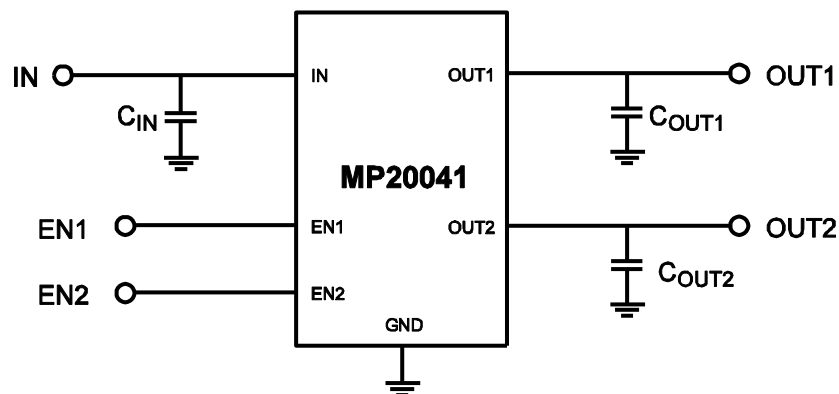 IN
IN
OUT1
OUT1
C_IN
C_OUT1
MP20041
EN1
EN1
OUT2
OUT2
EN2
EN2
C_OUT2
GND